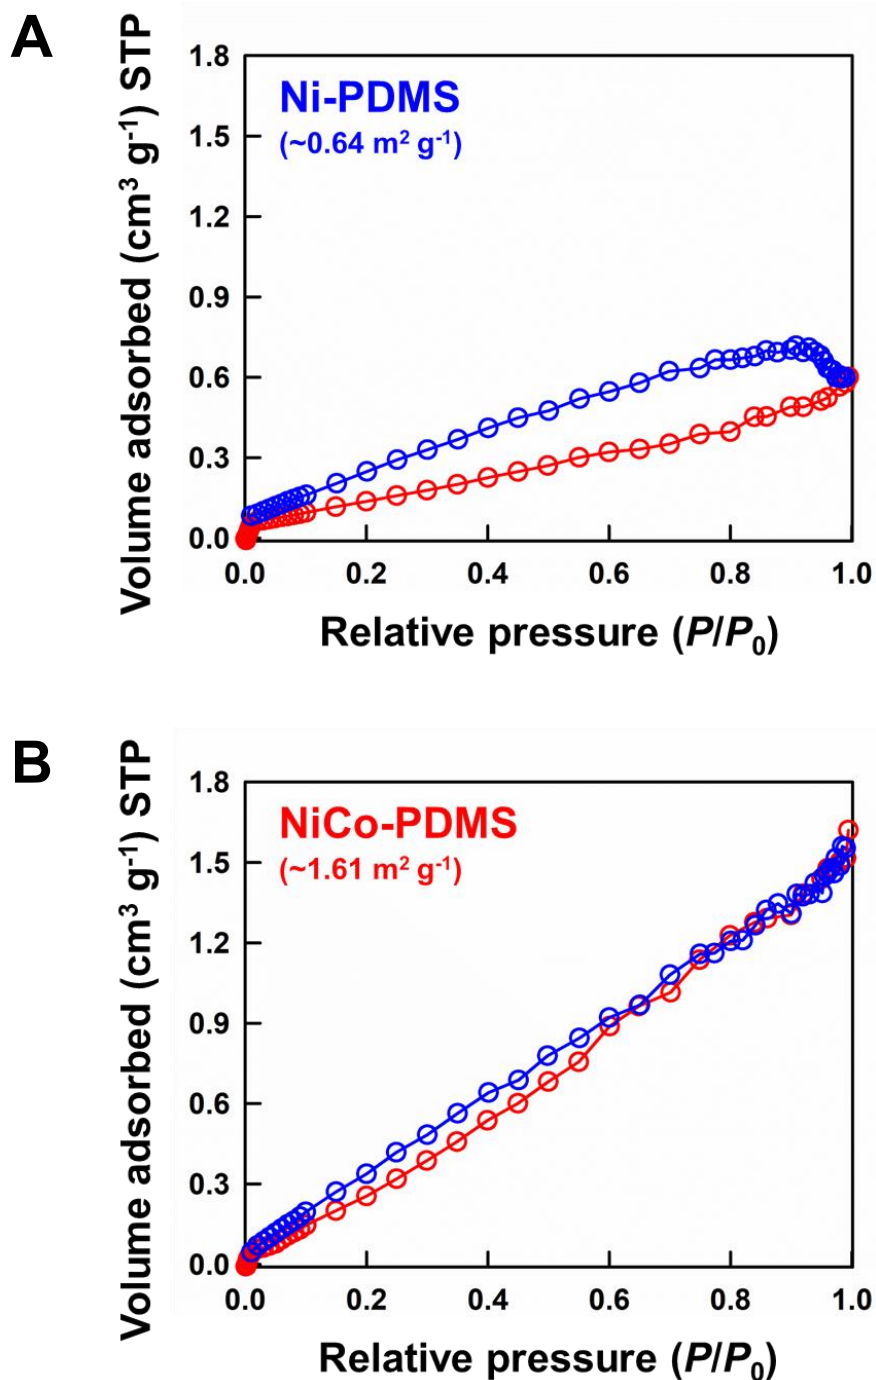 A
Volume adsorbed (cm³ g⁻¹) STP
1.8
1.5
1.2
0.9
0.6
0.3
0.0
Ni-PDMS
(~0.64 m² g⁻¹)
0.0 0.2 0.4 0.6 0.8 1.0
Relative pressure (P/P₀)
B
Volume adsorbed (cm³ g⁻¹) STP
1.8
1.5
1.2
0.9
0.6
0.3
0.0
NiCo-PDMS
(~1.61 m² g⁻¹)
0.0 0.2 0.4 0.6 0.8 1.0
Relative pressure (P/P₀)